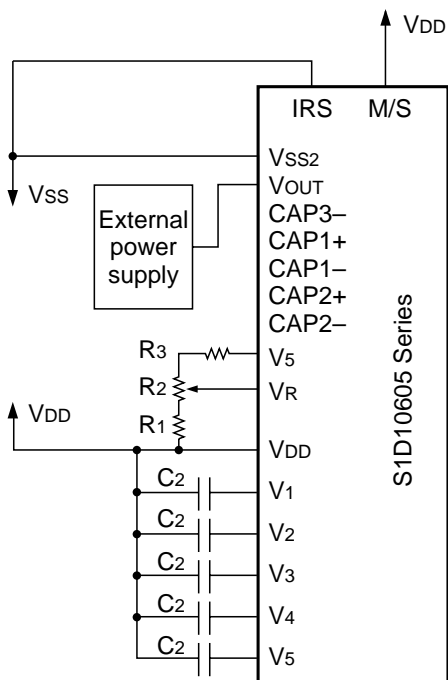 VDD
IRS M/S
VSS2
VSS
VOUT
External
power
supply
CAP3–
CAP1+
CAP1–
CAP2+
CAP2–
R3
V5
R2
VR
R1
VDD
VDD
C2
V1
C2
V2
C2
V3
C2
V4
C2
V5
S1D10605 Series